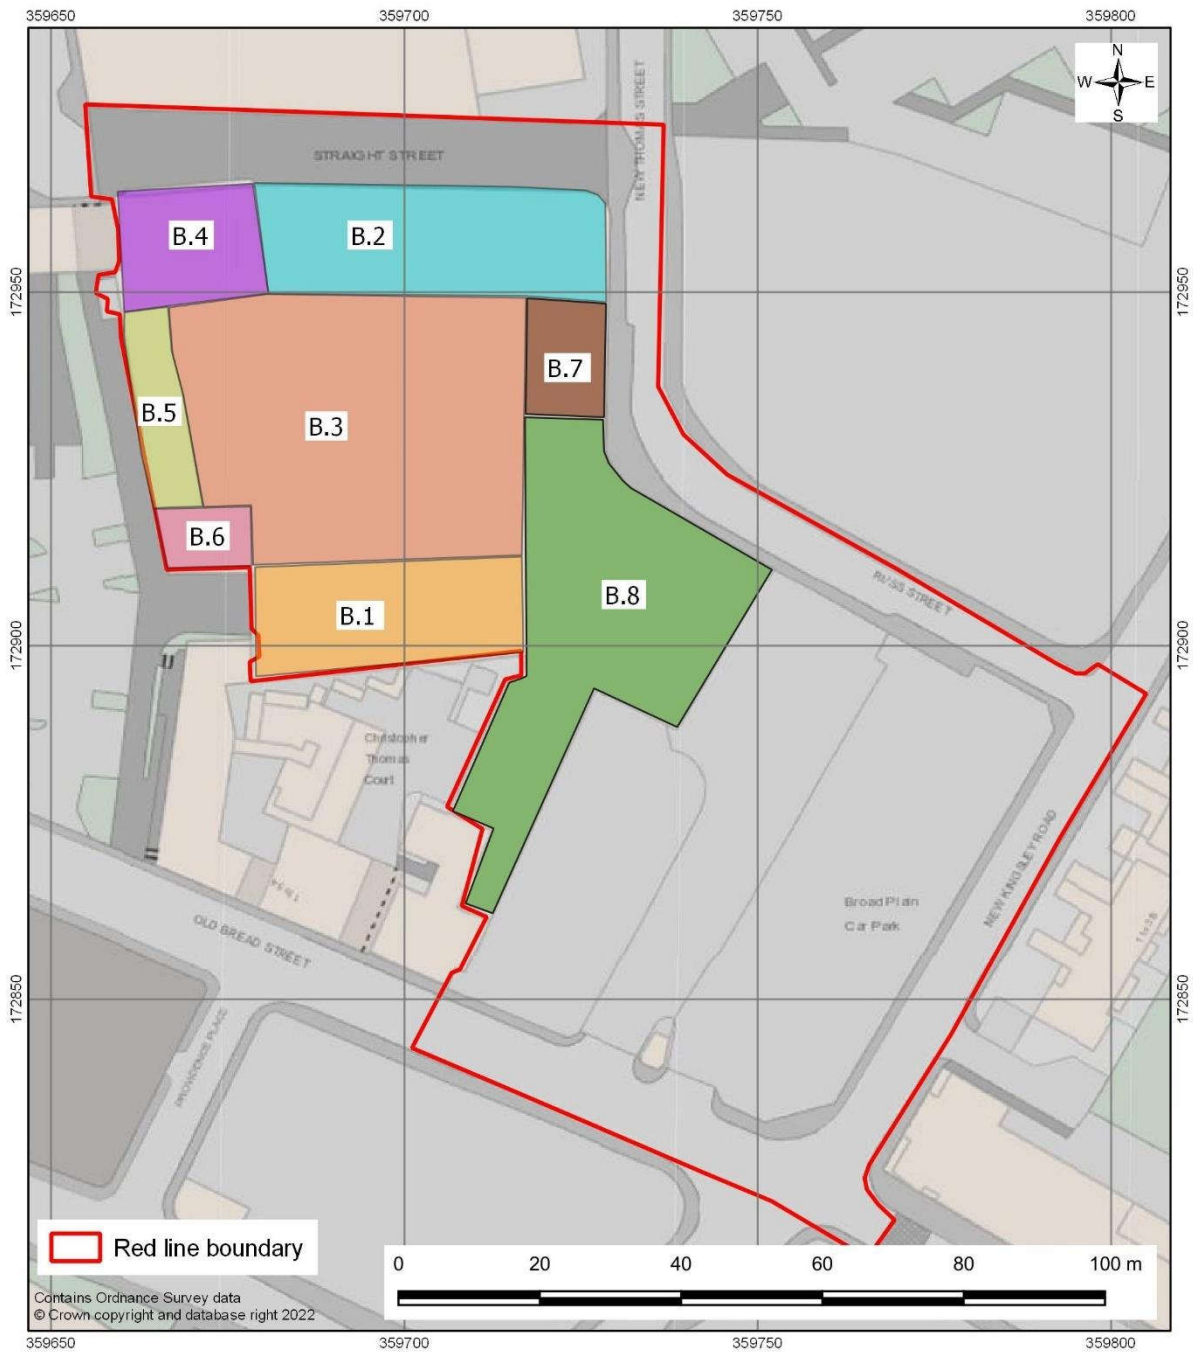 359650 359700 359750 359800
N
W E
S
STRAIGHT STREET
NEW THOMAS STREET
B.4
B.2
172950 172950
B.7
B.5
B.3
B.6
B.8
RUSS STREET
B.1
172900 172900
Christopher
Thomas
Court
NEW KINGSLEY ROAD
Broad Plain
Car Park
OLD BREAD STREET
172850 172850
PROVIDENCE PLACE
Red line boundary
0 20 40 60 80 100 m
Contains Ordnance Survey data
© Crown copyright and database right 2022
359650 359700 359750 359800